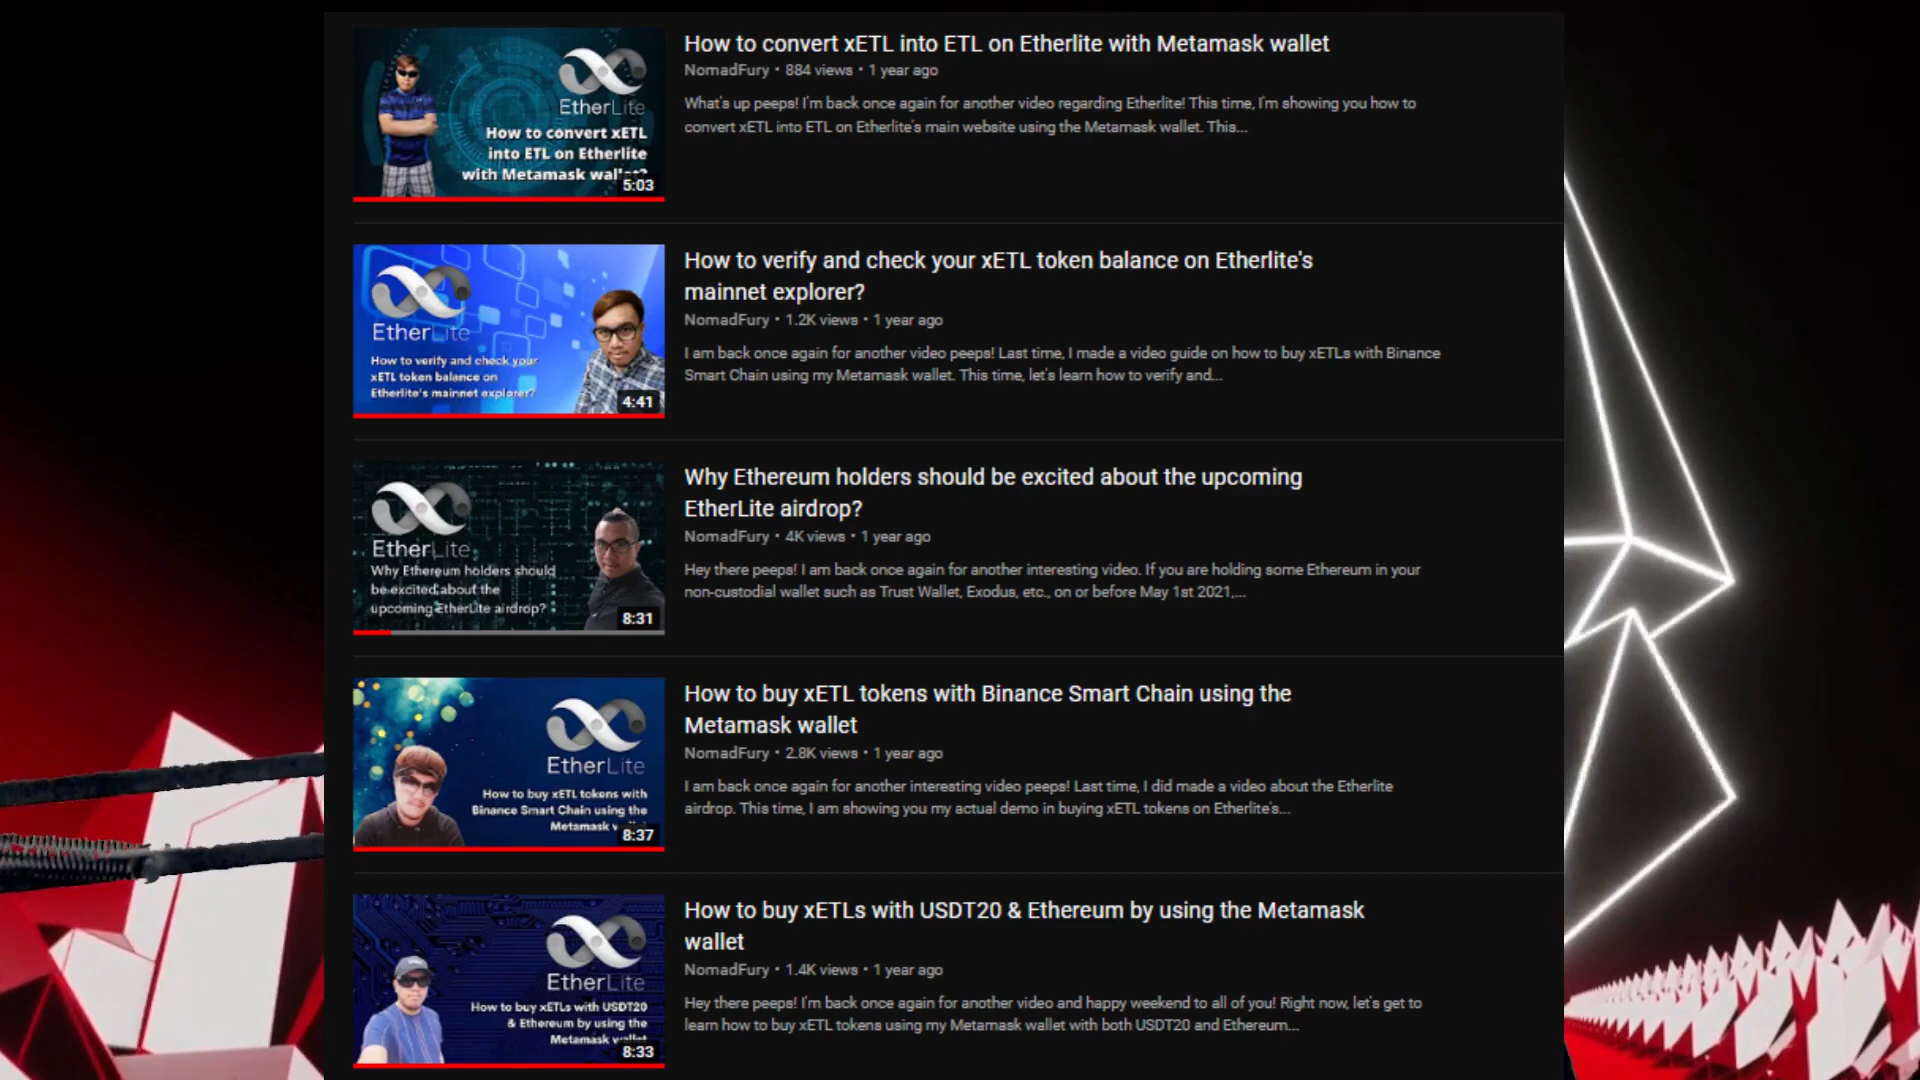 EtherLite
How to convert xETL
into ETL on Etherlite
with Metamask
5:03
How to convert xETL into ETL on Etherlite with Metamask wallet
NomadFury • 884 views • 1 year ago
What's up peeps! I'm back once again for another video regarding Etherlite! This time, I'm showing you how to
convert xETL into ETL on Etherlite's main website using the Metamask wallet. This...
EtherLite
How to verify and check your
xETL token balance on
Etherlite's mainnet explorer?
4:41
How to verify and check your xETL token balance on Etherlite's
mainnet explorer?
NomadFury • 1.2K views • 1 year ago
I am back once again for another video peeps! Last time, I made a video guide on how to buy xETLs with Binance
Smart Chain using my Metamask wallet. This time, let's learn how to verify and...
EtherLite
Why Ethereum holders should
be excited about the
upcoming EtherLite airdrop?
8:31
Why Ethereum holders should be excited about the upcoming
EtherLite airdrop?
NomadFury • 4K views • 1 year ago
Hey there peeps! I am back once again for another interesting video. If you are holding some Ethereum in your
non-custodial wallet such as Trust Wallet, Exodus, etc., on or before May 1st 2021,...
EtherLite
How to buy xETL tokens with
Binance Smart Chain using the
Metamask
8:37
How to buy xETL tokens with Binance Smart Chain using the
Metamask wallet
NomadFury • 2.8K views • 1 year ago
I am back once again for another interesting video peeps! Last time, I did made a video about the Etherlite
airdrop. This time, I am showing you my actual demo in buying xETL tokens on Etherlite's...
EtherLite
How to buy xETLs with USDT20
& Ethereum by using the
Metamask
8:33
How to buy xETLs with USDT20 & Ethereum by using the Metamask
wallet
NomadFury • 1.4K views • 1 year ago
Hey there peeps! I'm back once again for another video and happy weekend to all of you! Right now, let's get to
learn how to buy xETL tokens using my Metamask wallet with both USDT20 and Ethereum...